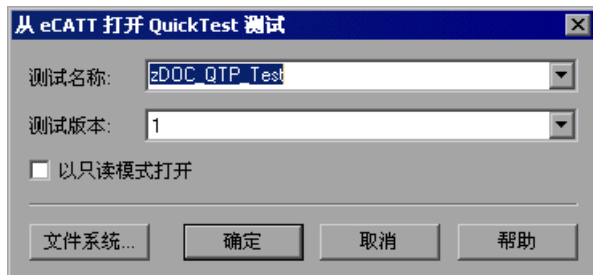 从 eCATT 打开 QuickTest 测试
测试名称: zDOC_QTP_Test
测试版本: 1
以只读模式打开
文件系统... 确定 取消 帮助